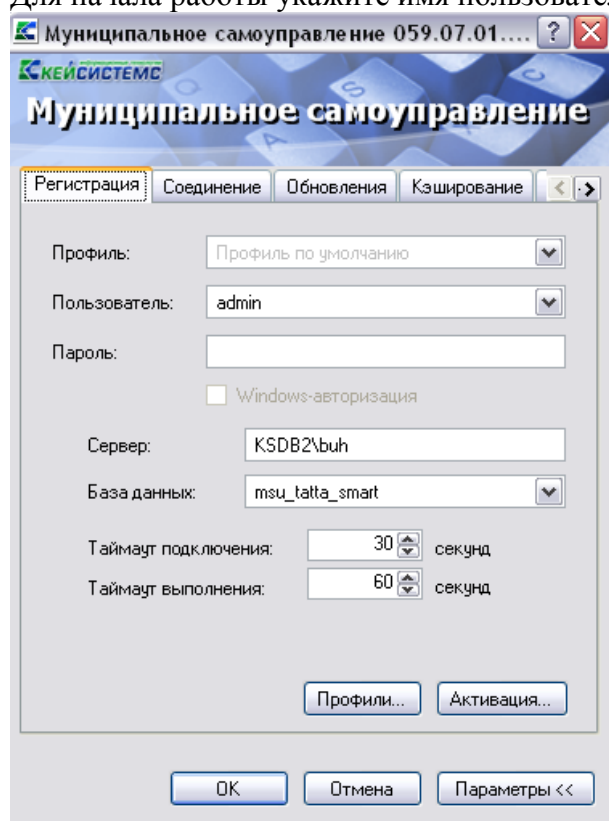 Для начала работы укажите имя пользовате
Муниципальное самоуправление 059.07.01....
КЕЙСИСТЕМС
Муниципальное самоуправление
Регистрация Соединение Обновления Кэширование
Профиль: Профиль по умолчанию
Пользователь: admin
Пароль:
Windows-авторизация
Сервер: KSDB2\buh
База данных: msu_tatta_smart
Таймаут подключения: 30 секунд
Таймаут выполнения: 60 секунд
Профили... Активация...
OK Отмена Параметры <<